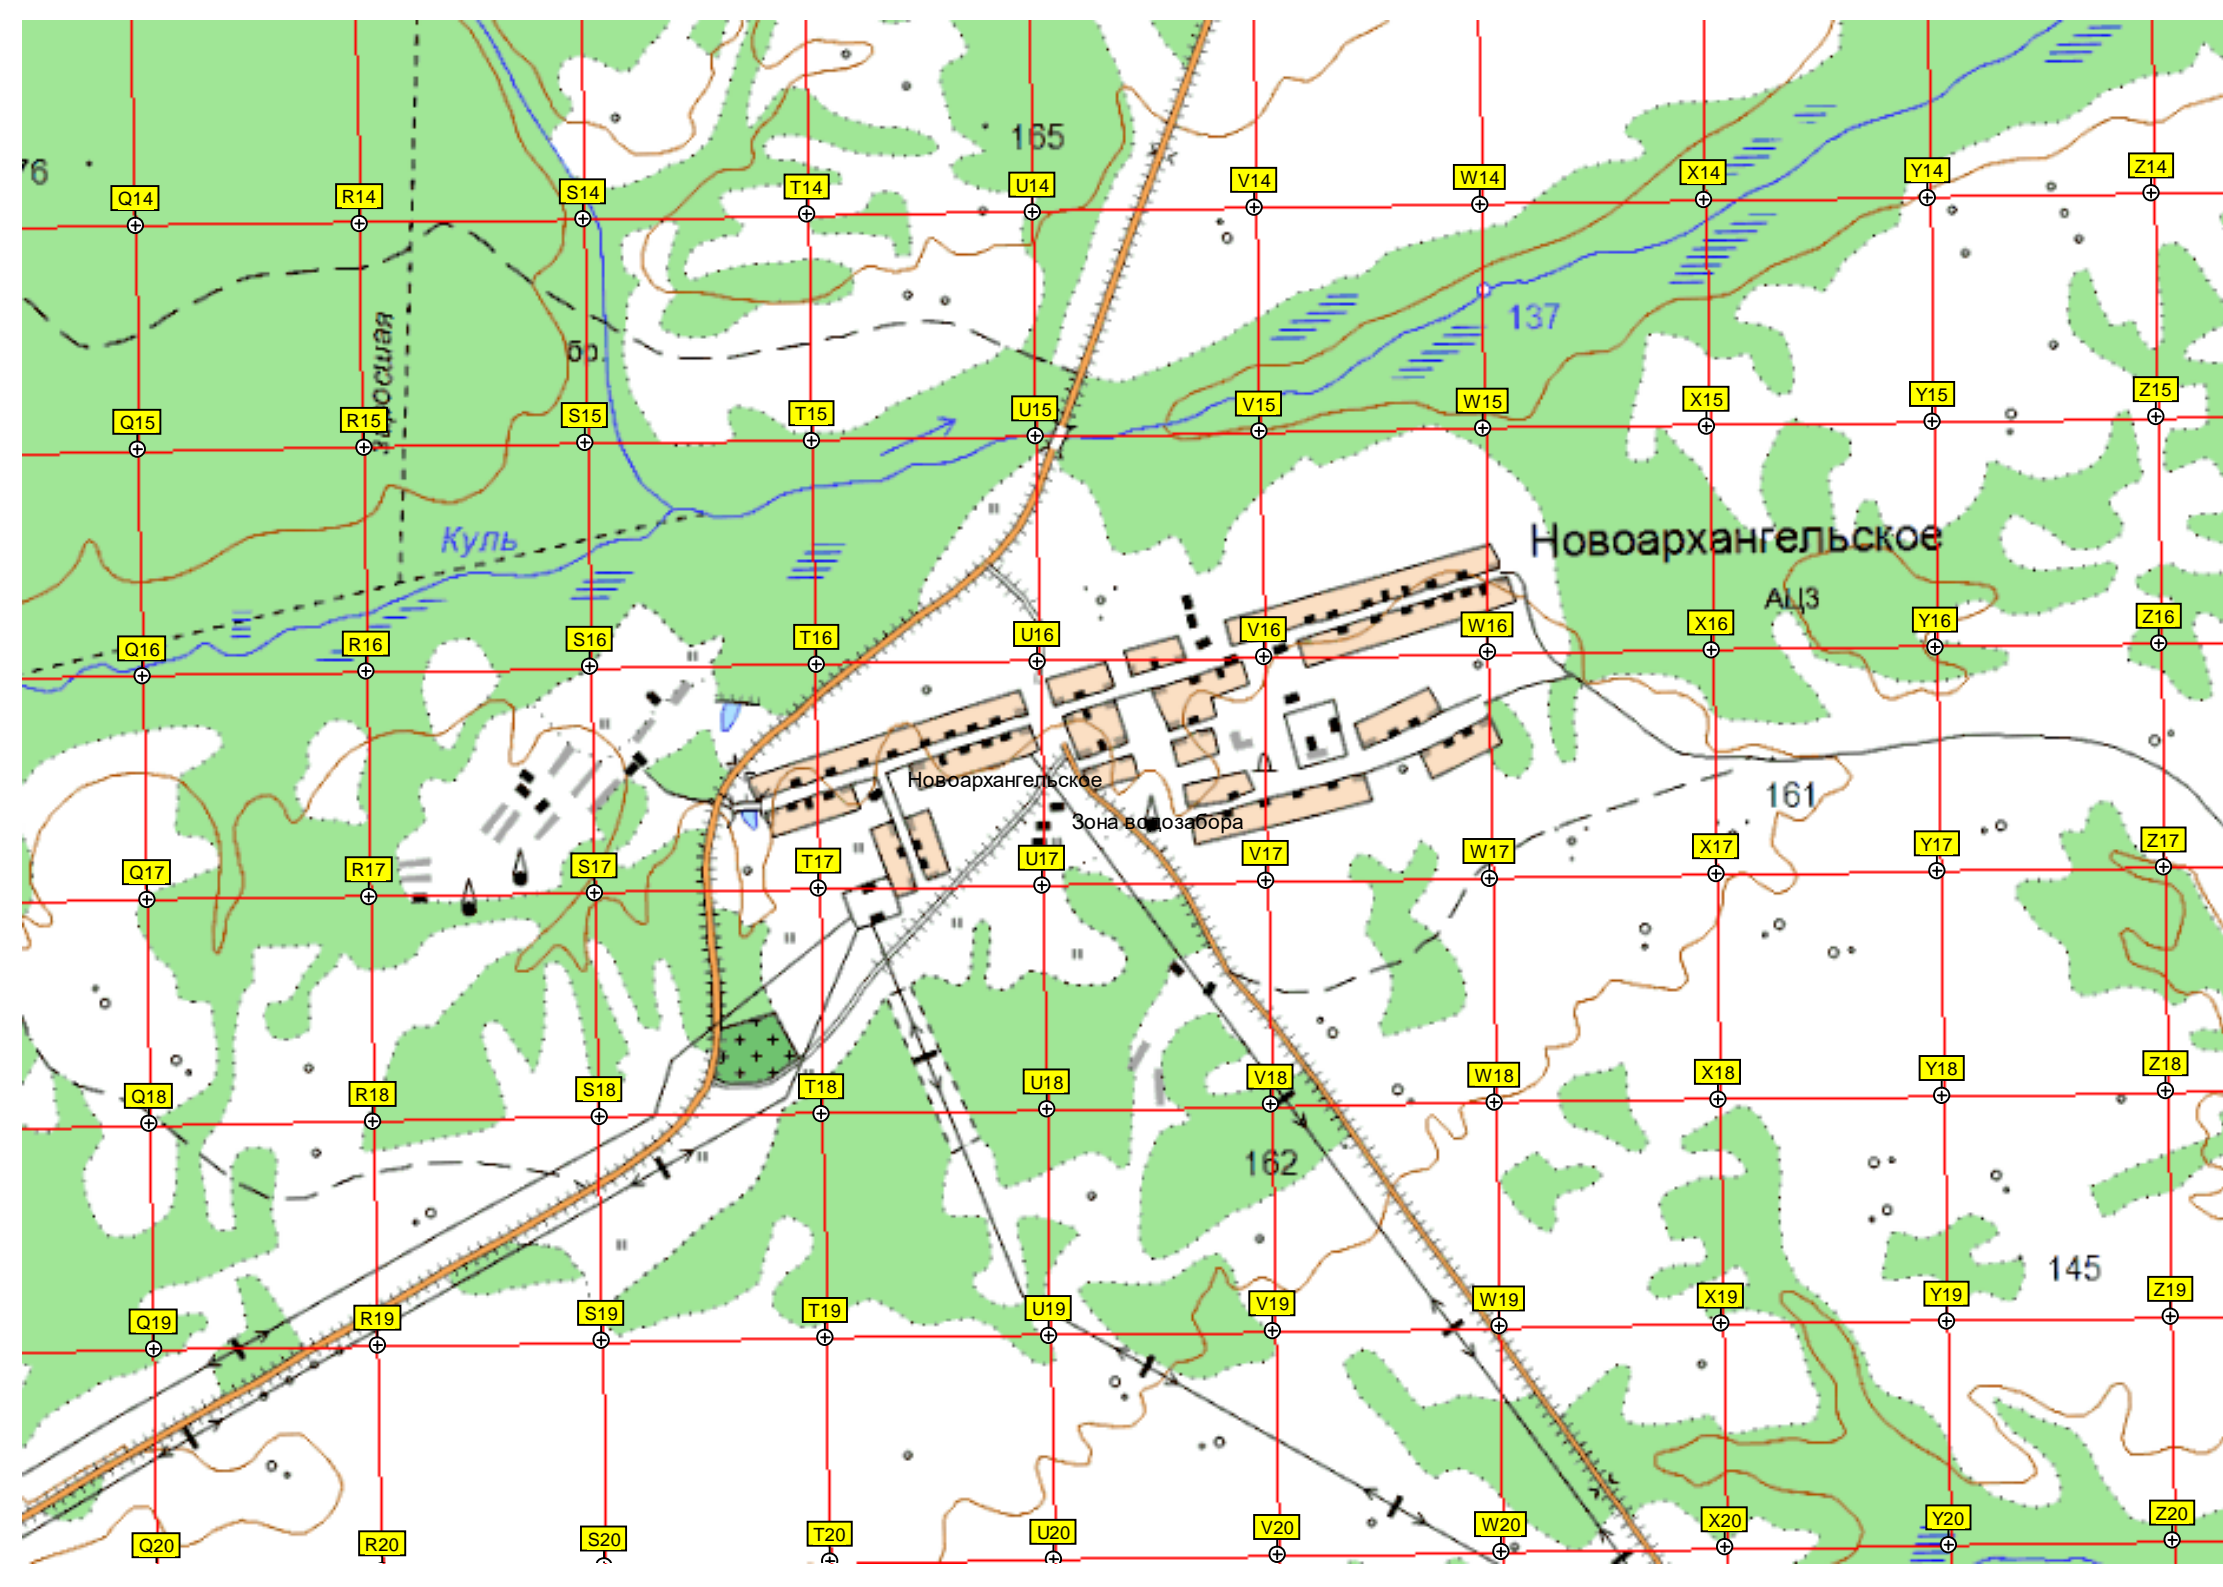 165
76
Q14 R14 S14 T14 U14 V14 W14 X14 Y14 Z14
137
бр.
Q15 R15 S15 T15 U15 V15 W15 X15 Y15 Z15
Куль
Новоархангельское
АЦЗ
Q16 R16 S16 T16 U16 V16 W16 X16 Y16 Z16
Новоархангельское
161
Зона водозабора
Q17 R17 S17 T17 U17 V17 W17 X17 Y17 Z17
Q18 R18 S18 T18 U18 V18 W18 X18 Y18 Z18
162
145
Q19 R19 S19 T19 U19 V19 W19 X19 Y19 Z19
Q20 R20 S20 T20 U20 V20 W20 X20 Y20 Z20